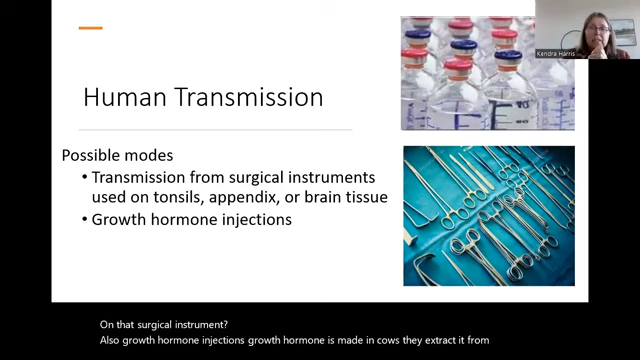 Kendra Harris
Human Transmission
Possible modes
• Transmission from surgical instruments
used on tonsils, appendix, or brain tissue
• Growth hormone injections
On that surgical instrument?
Also growth hormone injections growth hormone is made in cows they extract it from